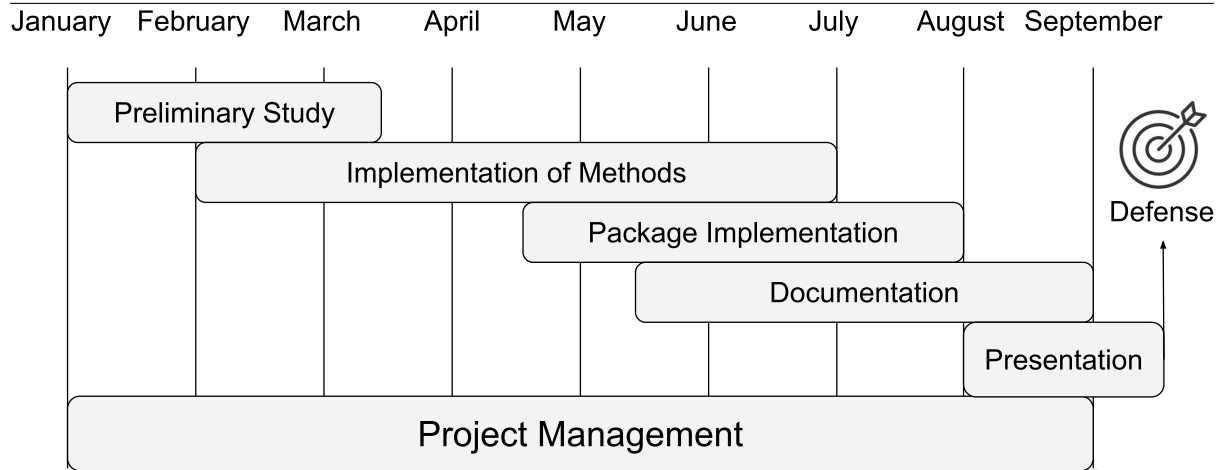 January February March April May June July August September
Preliminary Study
Implementation of Methods
Package Implementation
Defense
Documentation
Presentation
Project Management